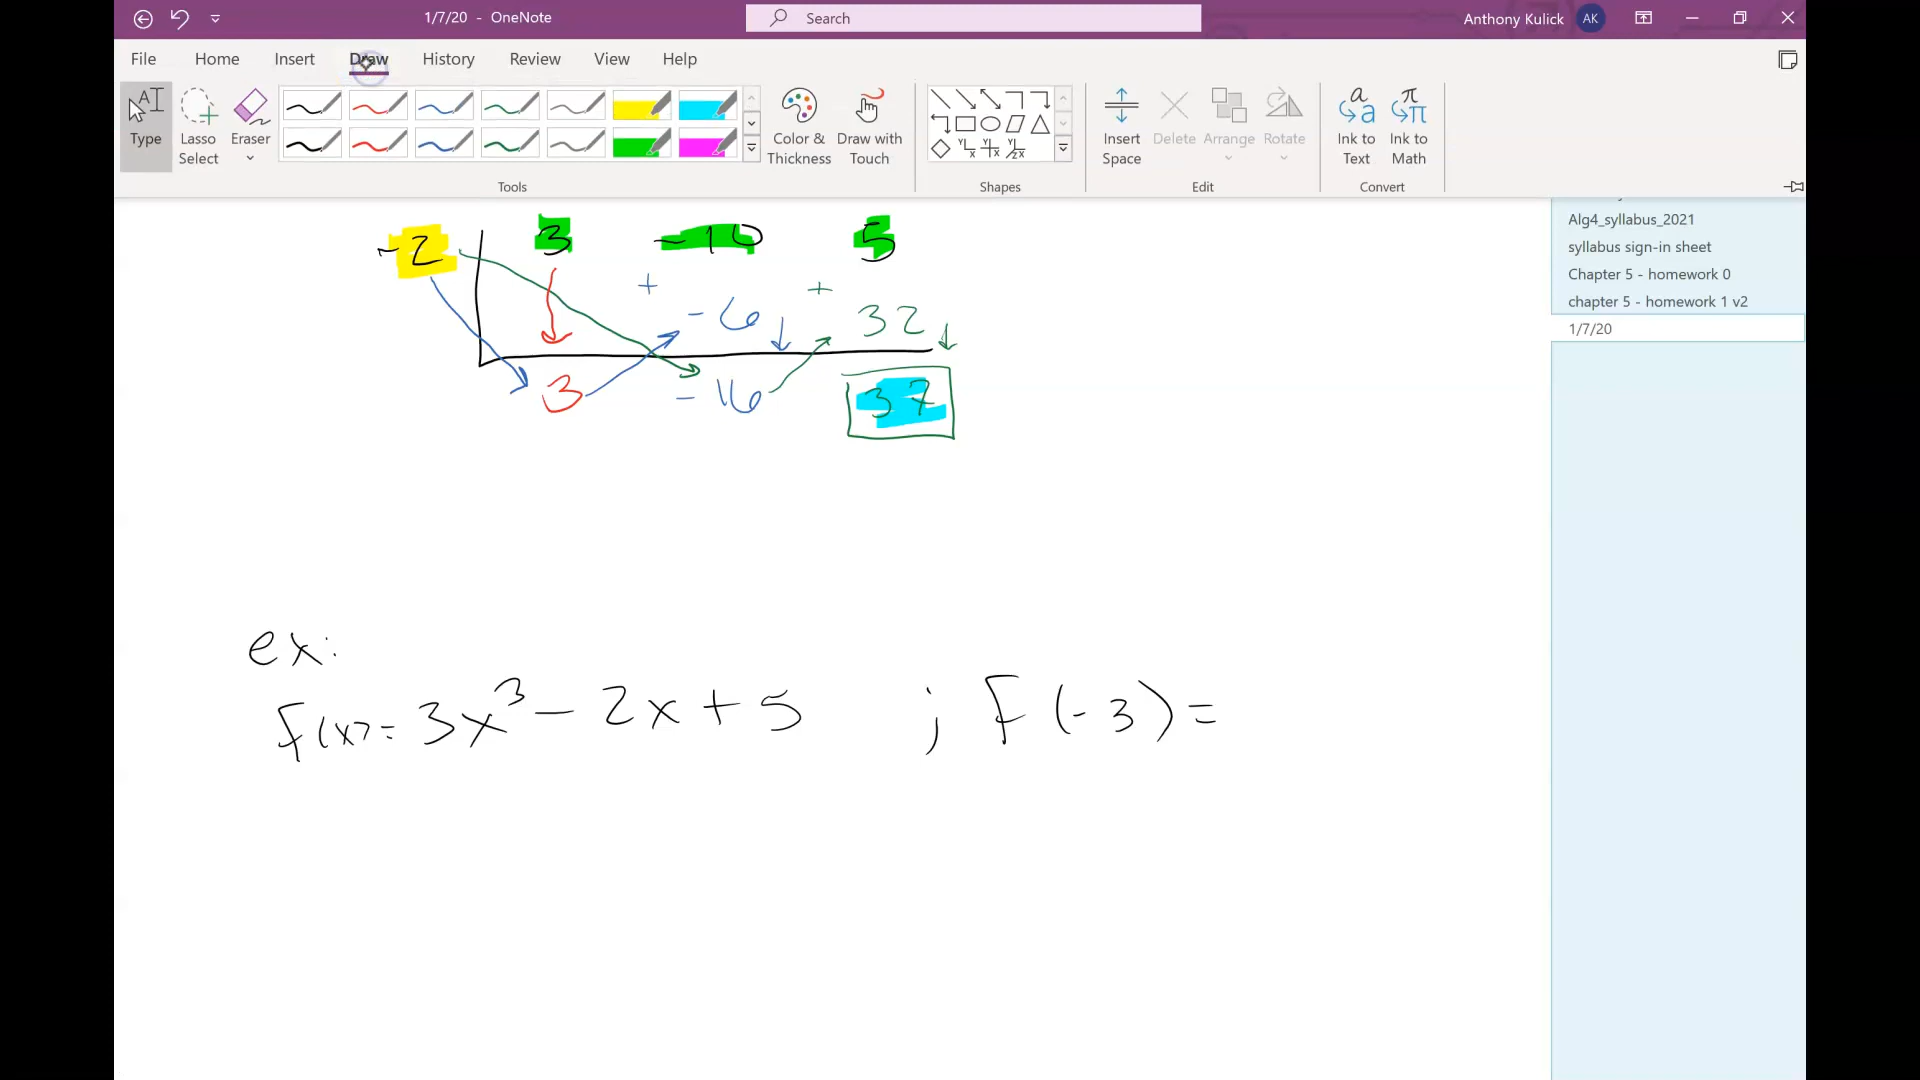 1/7/20 - OneNote
Search
Anthony Kulick AK
File Home Insert Draw History Review View Help
Type
Lasso Select
Eraser
Color & Thickness
Draw with Touch
Insert Space
Delete
Arrange
Rotate
Ink to Text
Ink to Math
Tools Shapes Edit Convert
Alg4_syllabus_2021
syllabus sign-in sheet
Chapter 5 - homework 0
chapter 5 - homework 1 v2
1/7/20
-2 3 -10 5
+ +
-6 32
3 -16 37
ex:
f(x)= 3x³ - 2x + 5 ; f(-3) =